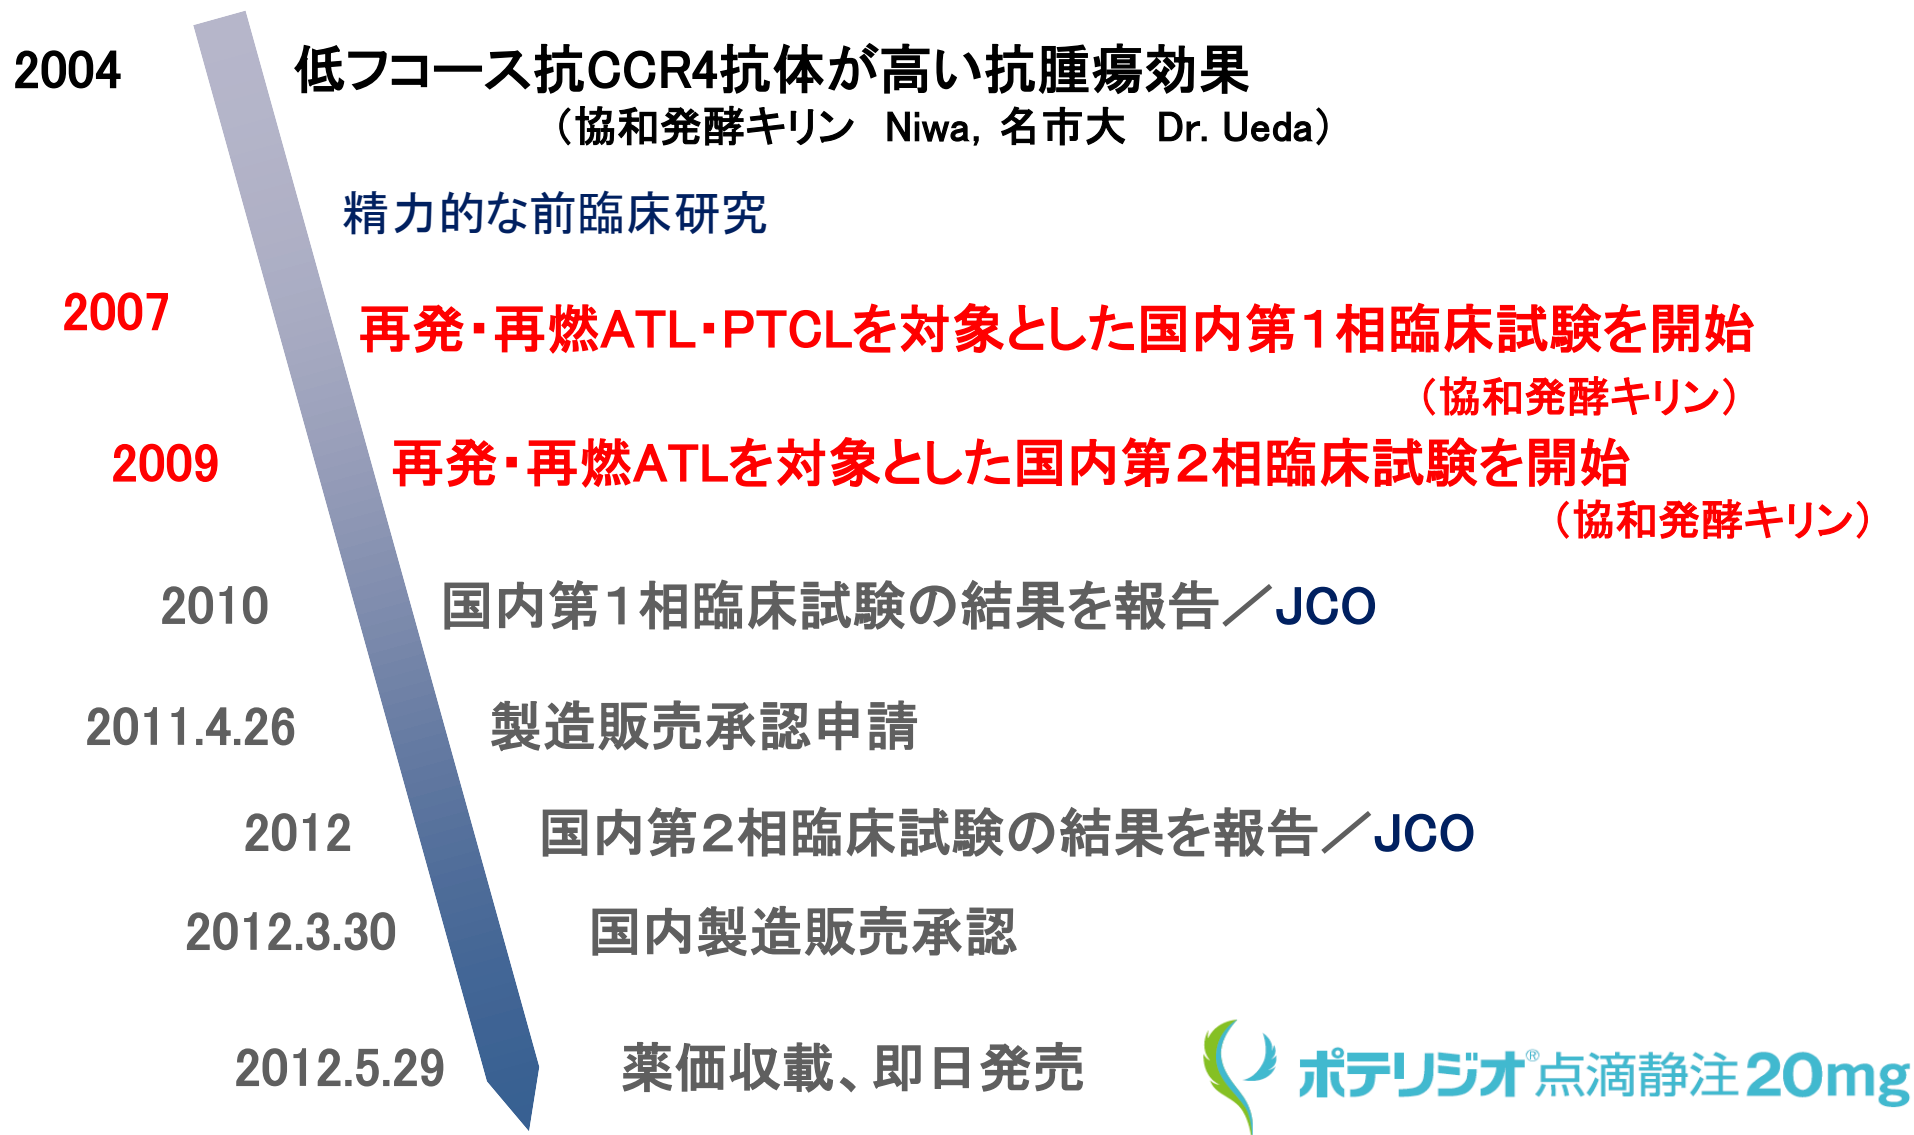 2004 低フコース抗CCR4抗体が高い抗腫瘍効果
（協和発酵キリン　Niwa, 名市大　Dr. Ueda）
精力的な前臨床研究
2007 再発・再燃ATL・PTCLを対象とした国内第１相臨床試験を開始
（協和発酵キリン）
2009 再発・再燃ATLを対象とした国内第２相臨床試験を開始
（協和発酵キリン）
2010 国内第１相臨床試験の結果を報告／JCO
2011.4.26 製造販売承認申請
2012 国内第２相臨床試験の結果を報告／JCO
2012.3.30 国内製造販売承認
2012.5.29 薬価収載、即日発売
ポテリジオ®点滴静注20mg